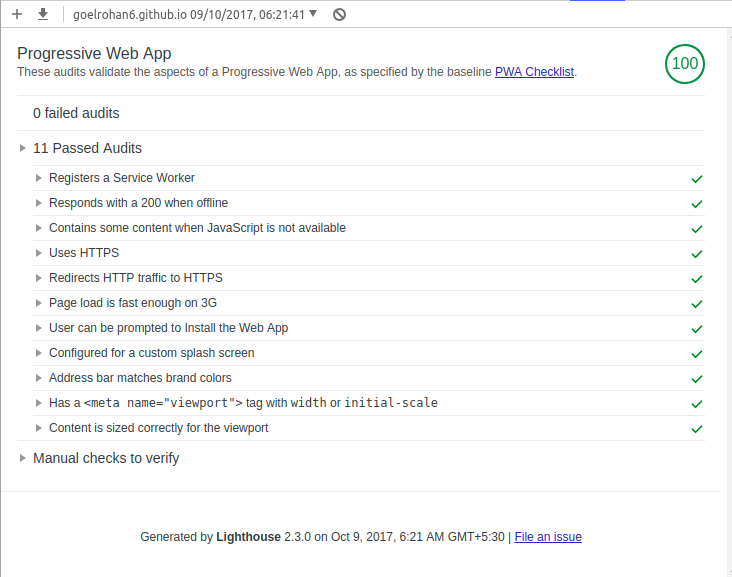 goelrohan6.github.io 09/10/2017, 06:21:41
Progressive Web App
These audits validate the aspects of a Progressive Web App, as specified by the baseline PWA Checklist.
100
0 failed audits
11 Passed Audits
Registers a Service Worker
Responds with a 200 when offline
Contains some content when JavaScript is not available
Uses HTTPS
Redirects HTTP traffic to HTTPS
Page load is fast enough on 3G
User can be prompted to Install the Web App
Configured for a custom splash screen
Address bar matches brand colors
Has a <meta name="viewport"> tag with width or initial-scale
Content is sized correctly for the viewport
Manual checks to verify
Generated by Lighthouse 2.3.0 on Oct 9, 2017, 6:21 AM GMT+5:30 | File an issue